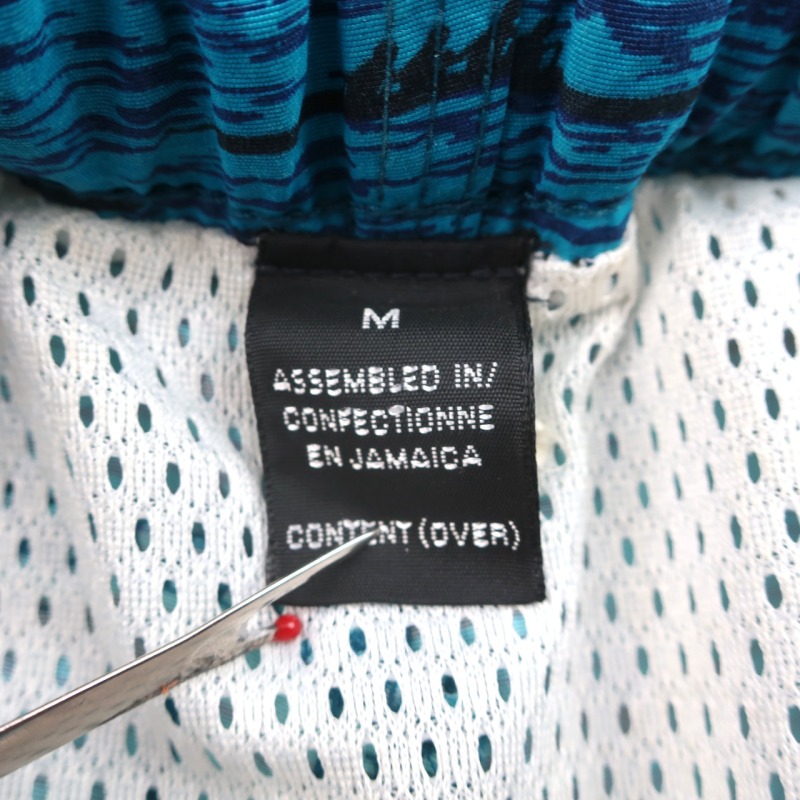 M
ASSEMBLED IN/
CONFECTIONNE
EN JAMAICA
CONTENT (OVER)